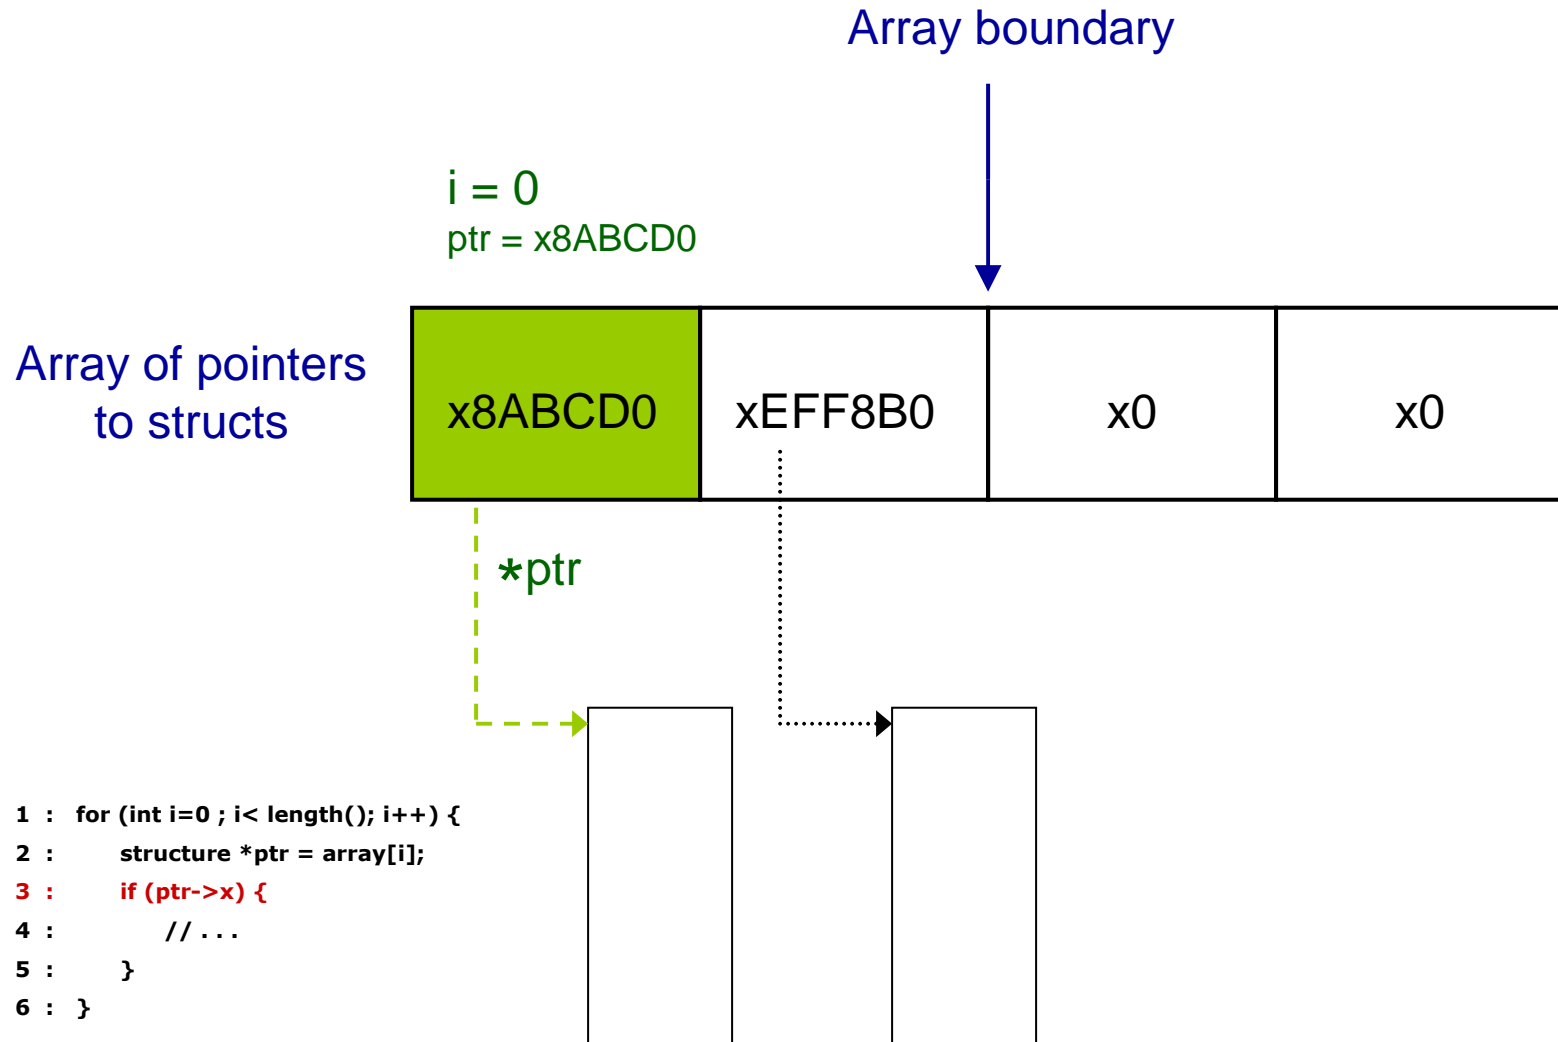 Array boundary
i = 0
ptr = x8ABCD0
Array of pointers
to structs
x8ABCD0 xEFF8B0 x0 x0
*ptr
1 : for (int i=0 ; i< length(); i++) {
2 : structure *ptr = array[i];
3 : if (ptr->x) {
4 : // . . .
5 : }
6 : }